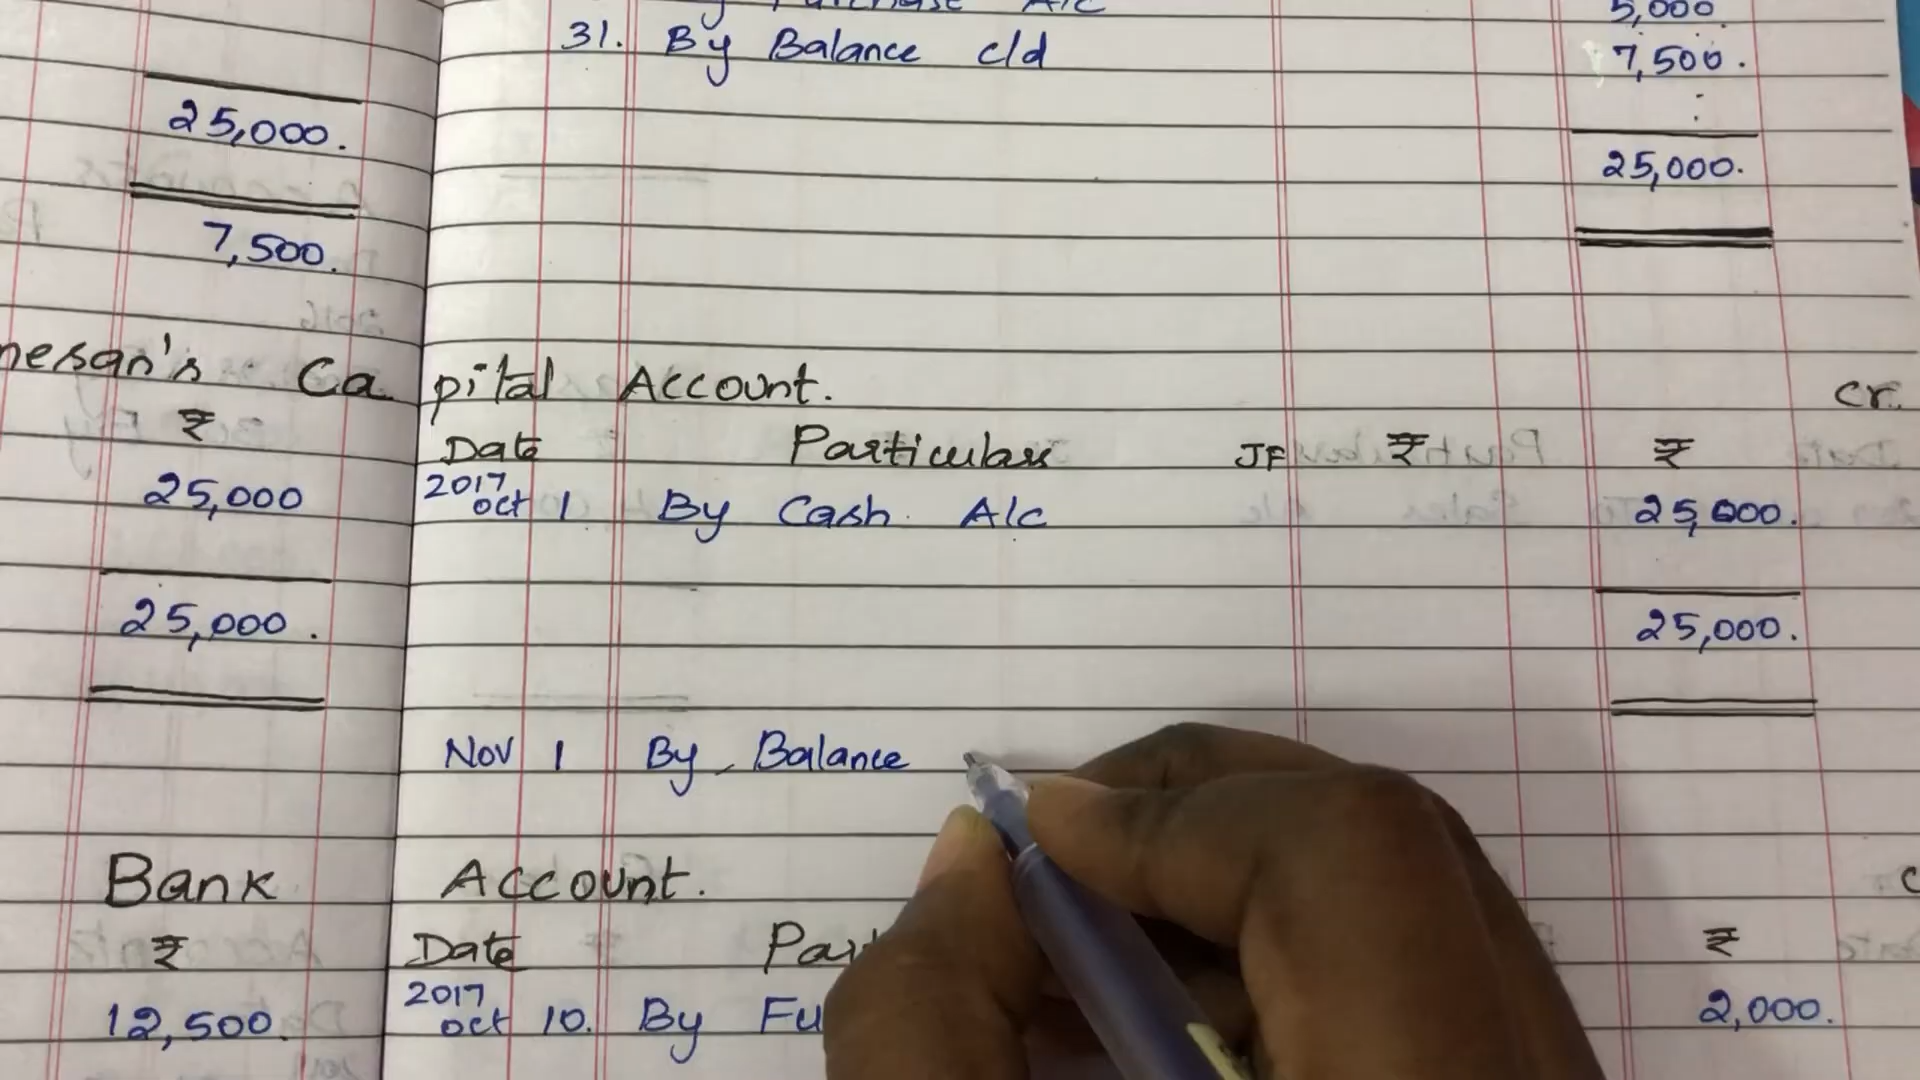 5,000
31. By Balance c/d 7,500.
25,000. 25,000.
7,500.
Capital Account. Cr.
₹ Date Particulars JF ₹ ₹
2017
25,000 Oct 1. By Cash A/c 25,000.
25,000. 25,000.
Nov 1 By Balance
Bank Account.
₹ Date ₹
2017
12,500. Oct 10. By 2,000.